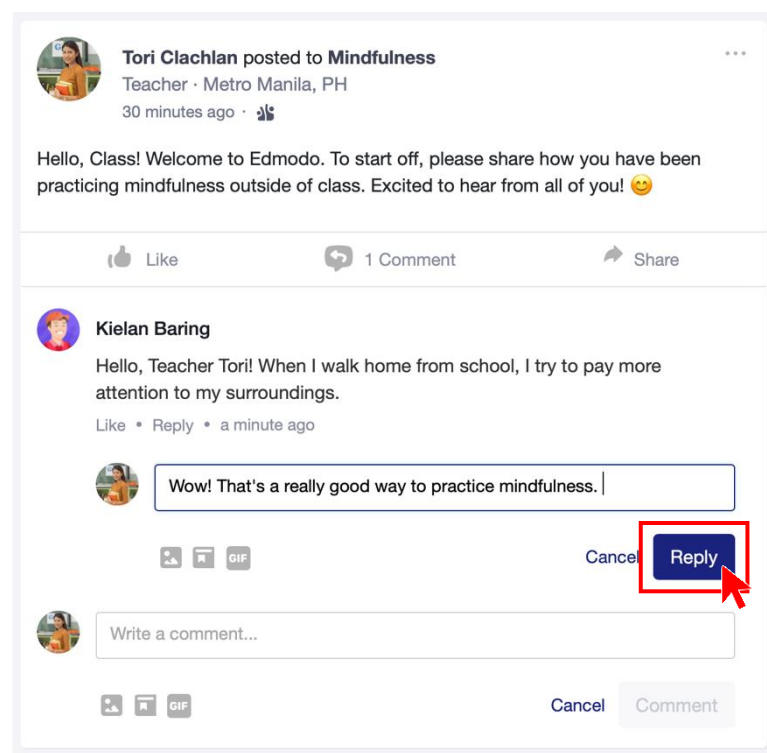 Tori Clachlan posted to Mindfulness
Teacher · Metro Manila, PH
30 minutes ago ·
Hello, Class! Welcome to Edmodo. To start off, please share how you have been
practicing mindfulness outside of class. Excited to hear from all of you! 😊
Like 1 Comment Share
Kielan Baring
Hello, Teacher Tori! When I walk home from school, I try to pay more
attention to my surroundings.
Like • Reply • a minute ago
Wow! That's a really good way to practice mindfulness.
GIF Cancel Reply
Write a comment...
GIF Cancel Comment